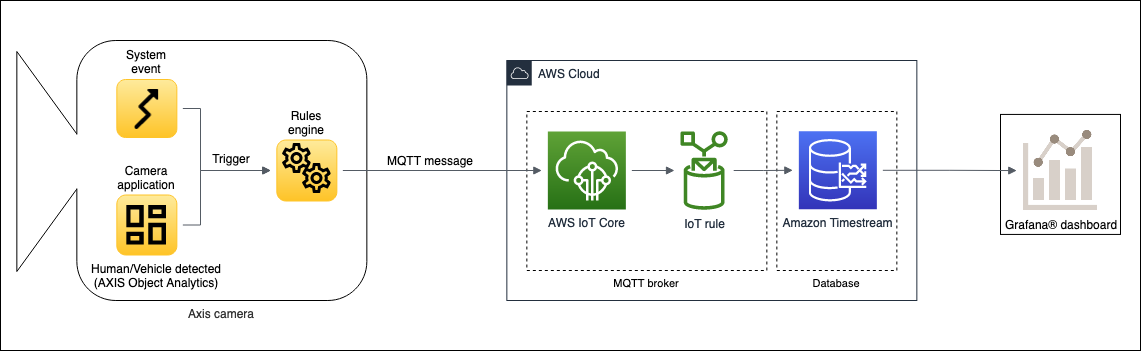 System
event
Camera
application
Human/Vehicle detected
(AXIS Object Analytics)
Axis camera
Trigger
Rules
engine
MQTT message
AWS Cloud
AWS IoT Core
IoT rule
MQTT broker
Amazon Timestream
Database
Grafana® dashboard